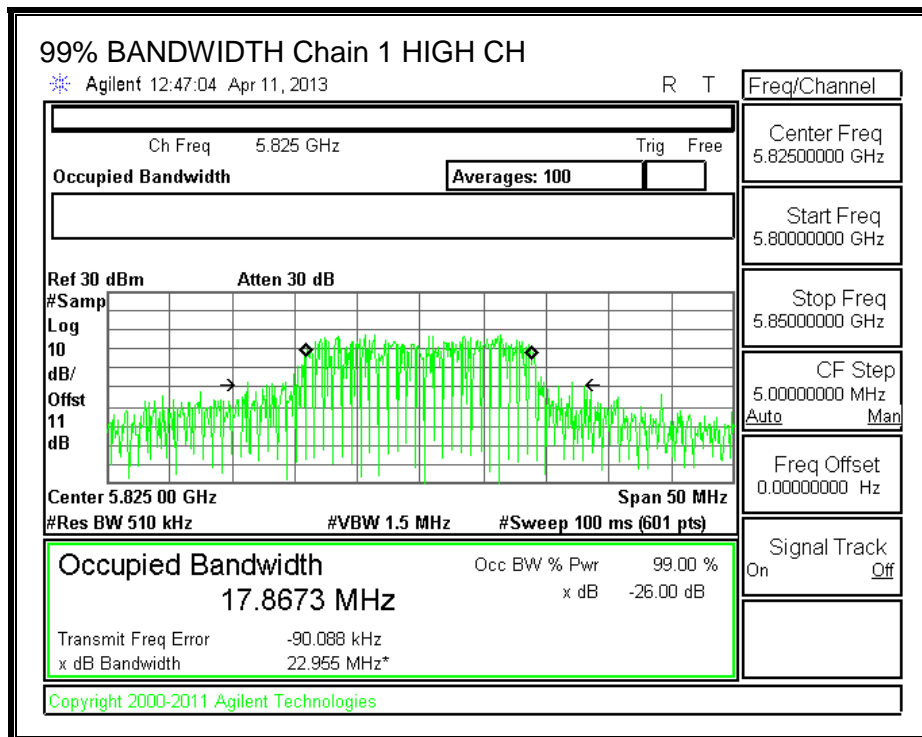 99% BANDWIDTH Chain 1 HIGH CH
Agilent 12:47:04 Apr 11, 2013 R T
Freq/Channel
Ch Freq 5.825 GHz Trig Free
Occupied Bandwidth Averages: 100
Center Freq
5.82500000 GHz
Start Freq
5.80000000 GHz
Stop Freq
5.85000000 GHz
CF Step
5.00000000 MHz
Auto Man
Freq Offset
0.00000000 Hz
Signal Track
On Off
Ref 30 dBm Atten 30 dB
#Samp
Log
10
dB/
Offst
11
dB
Center 5.825 00 GHz Span 50 MHz
#Res BW 510 kHz #VBW 1.5 MHz #Sweep 100 ms (601 pts)
Occupied Bandwidth Occ BW % Pwr 99.00 %
17.8673 MHz x dB -26.00 dB
Transmit Freq Error -90.088 kHz
x dB Bandwidth 22.955 MHz*
Copyright 2000-2011 Agilent Technologies